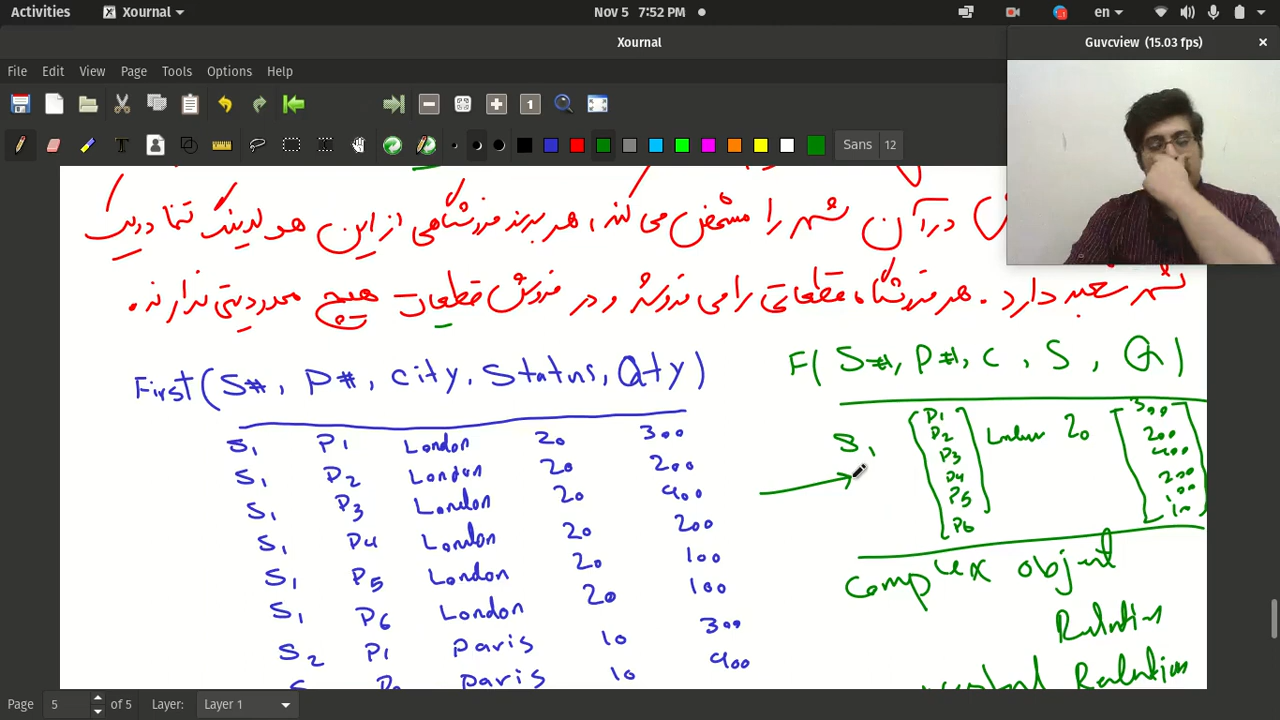 Activities Xournal Nov 5 7:52 PM en
Xournal
Guvcview (15.03 fps)
File Edit View Page Tools Options Help
Sans 12
در آن شهر را مشخص می کند، هر برند فروشگاهی از این هولدینگ تنها در یک
شهر شعبه دارد. هر فروشگاه قطعاتی را می فروشد و در فروش قطعات هیچ محدودیتی ندارند.
First(S#, P#, City, Status, Qty)
S1 P1 London 20 300
S1 P2 London 20 200
S1 P3 London 20 400
S1 P4 London 20 200
S1 P5 London 20 100
S1 P6 London 20 100
S2 P1 Paris 10 300
Paris 10 400
F(S#, P#, C, S, Q)
S1 P1 London 20 300
P2 200
P3 400
P4 200
P5 100
P6 100
Complex object
Relation
Relation
Page 5 of 5 Layer: Layer 1